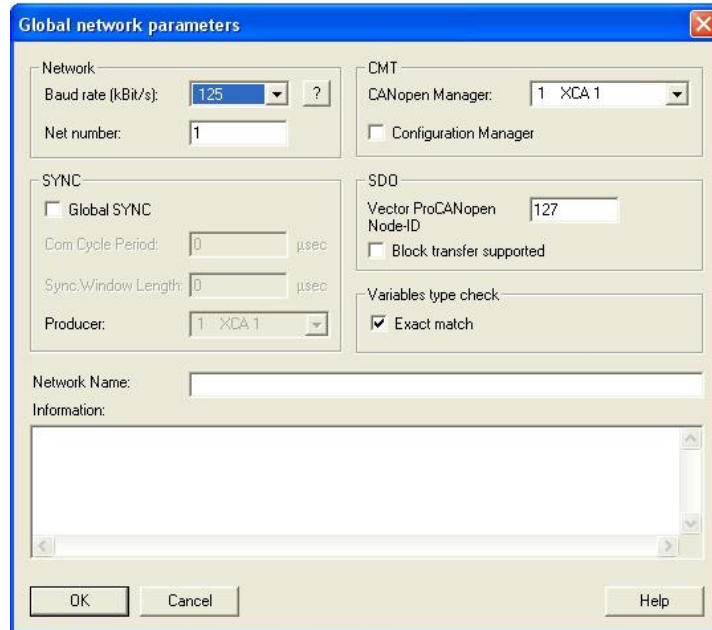 Global network parameters
Network
Baud rate (kBit/s): 125 ?
Net number: 1
CMT
CANopen Manager: 1 XCA 1
Configuration Manager
SYNC
Global SYNC
Com Cycle Period: 0 µsec
Sync.Window Length: 0 µsec
Producer: 1 XCA 1
SDO
Vector ProCANopen 127
Node-ID
Block transfer supported
Variables type check
Exact match
Network Name:
Information:
OK Cancel Help